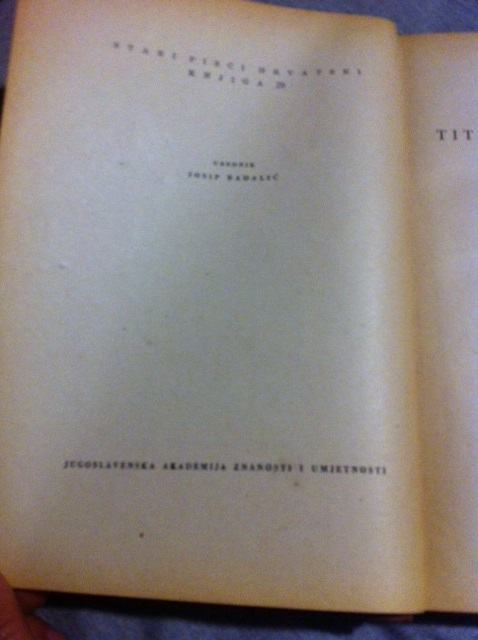 STARI PISCI HRVATSKI
KNJIGA 29
UREDNIK
JOSIP BADALIĆ
JUGOSLAVENSKA AKADEMIJA ZNANOSTI I UMJETNOSTI
TIT